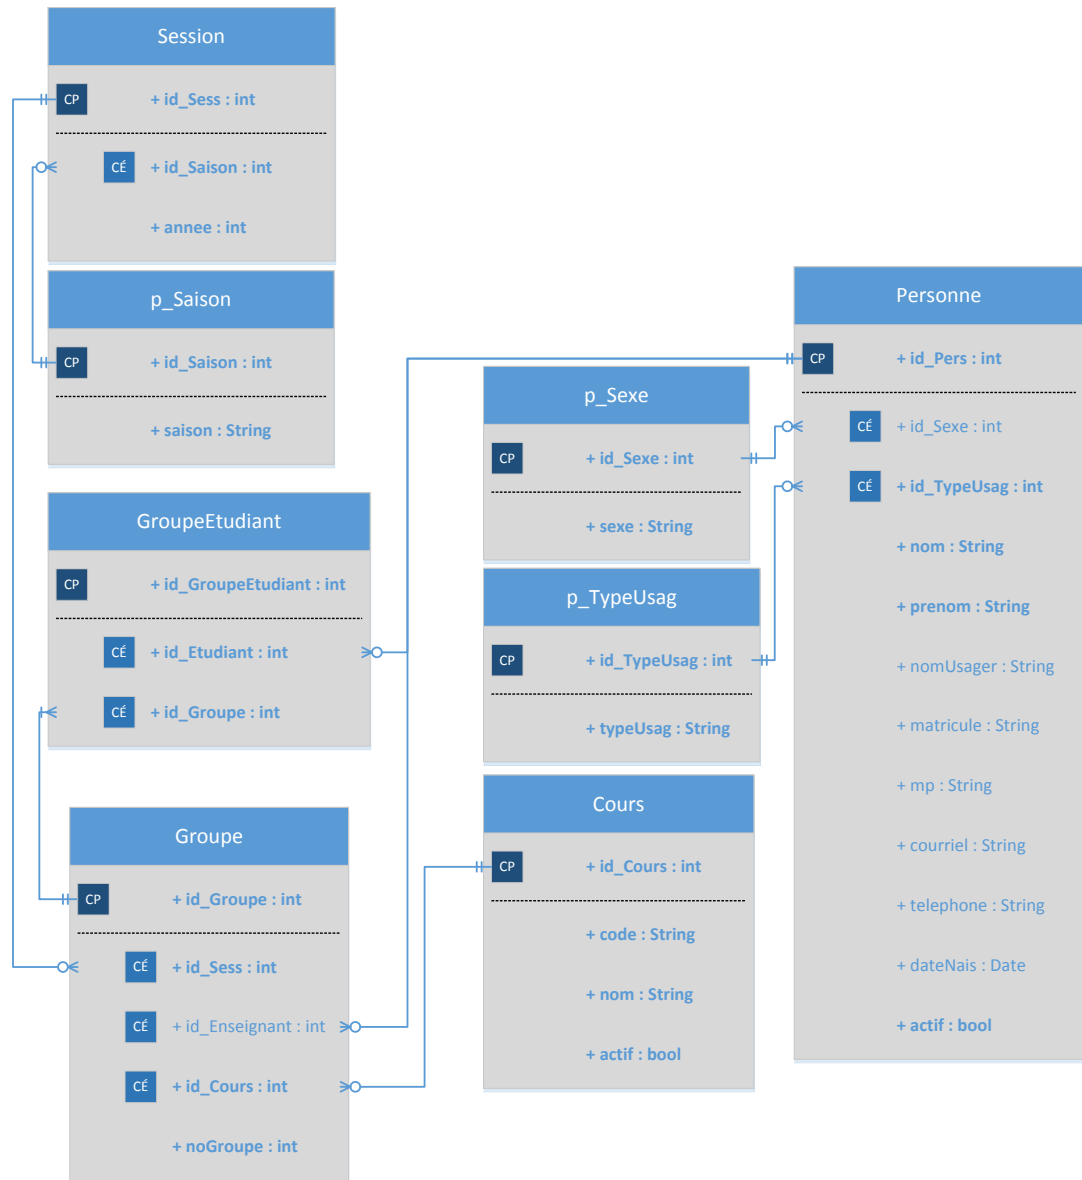 Session
CP + id_Sess : int
CÉ + id_Saison : int
+ annee : int
p_Saison
CP + id_Saison : int
+ saison : String
GroupeEtudiant
CP + id_GroupeEtudiant : int
CÉ + id_Etudiant : int
CÉ + id_Groupe : int
Groupe
CP + id_Groupe : int
CÉ + id_Sess : int
CÉ + id_Enseignant : int
CÉ + id_Cours : int
+ noGroupe : int
p_Sexe
CP + id_Sexe : int
+ sexe : String
p_TypeUsag
CP + id_TypeUsag : int
+ typeUsag : String
Cours
CP + id_Cours : int
+ code : String
+ nom : String
+ actif : bool
Personne
CP + id_Pers : int
CÉ + id_Sexe : int
CÉ + id_TypeUsag : int
+ nom : String
+ prenom : String
+ nomUsager : String
+ matricule : String
+ mp : String
+ courriel : String
+ telephone : String
+ dateNais : Date
+ actif : bool